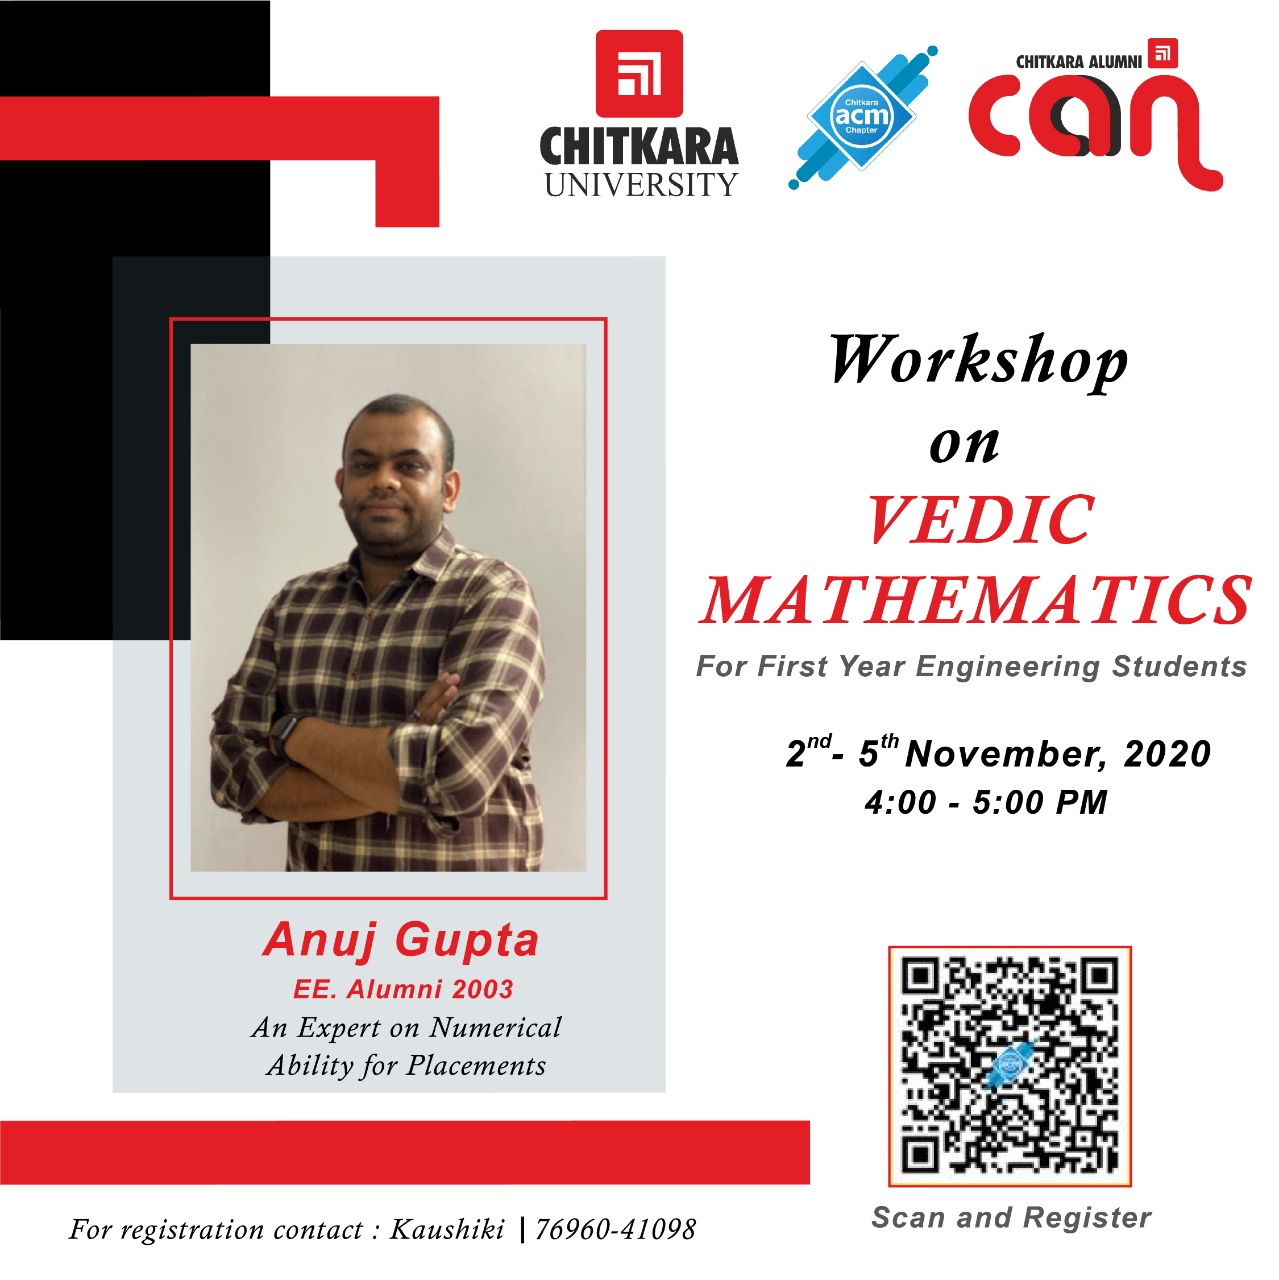 CHITKARA
UNIVERSITY
Chitkara
acm
Chapter
CHITKARA ALUMNI
can
Workshop
on
VEDIC
MATHEMATICS
For First Year Engineering Students
2nd- 5th November, 2020
4:00 - 5:00 PM
Anuj Gupta
EE. Alumni 2003
An Expert on Numerical
Ability for Placements
acm
Scan and Register
For registration contact : Kaushiki | 76960-41098